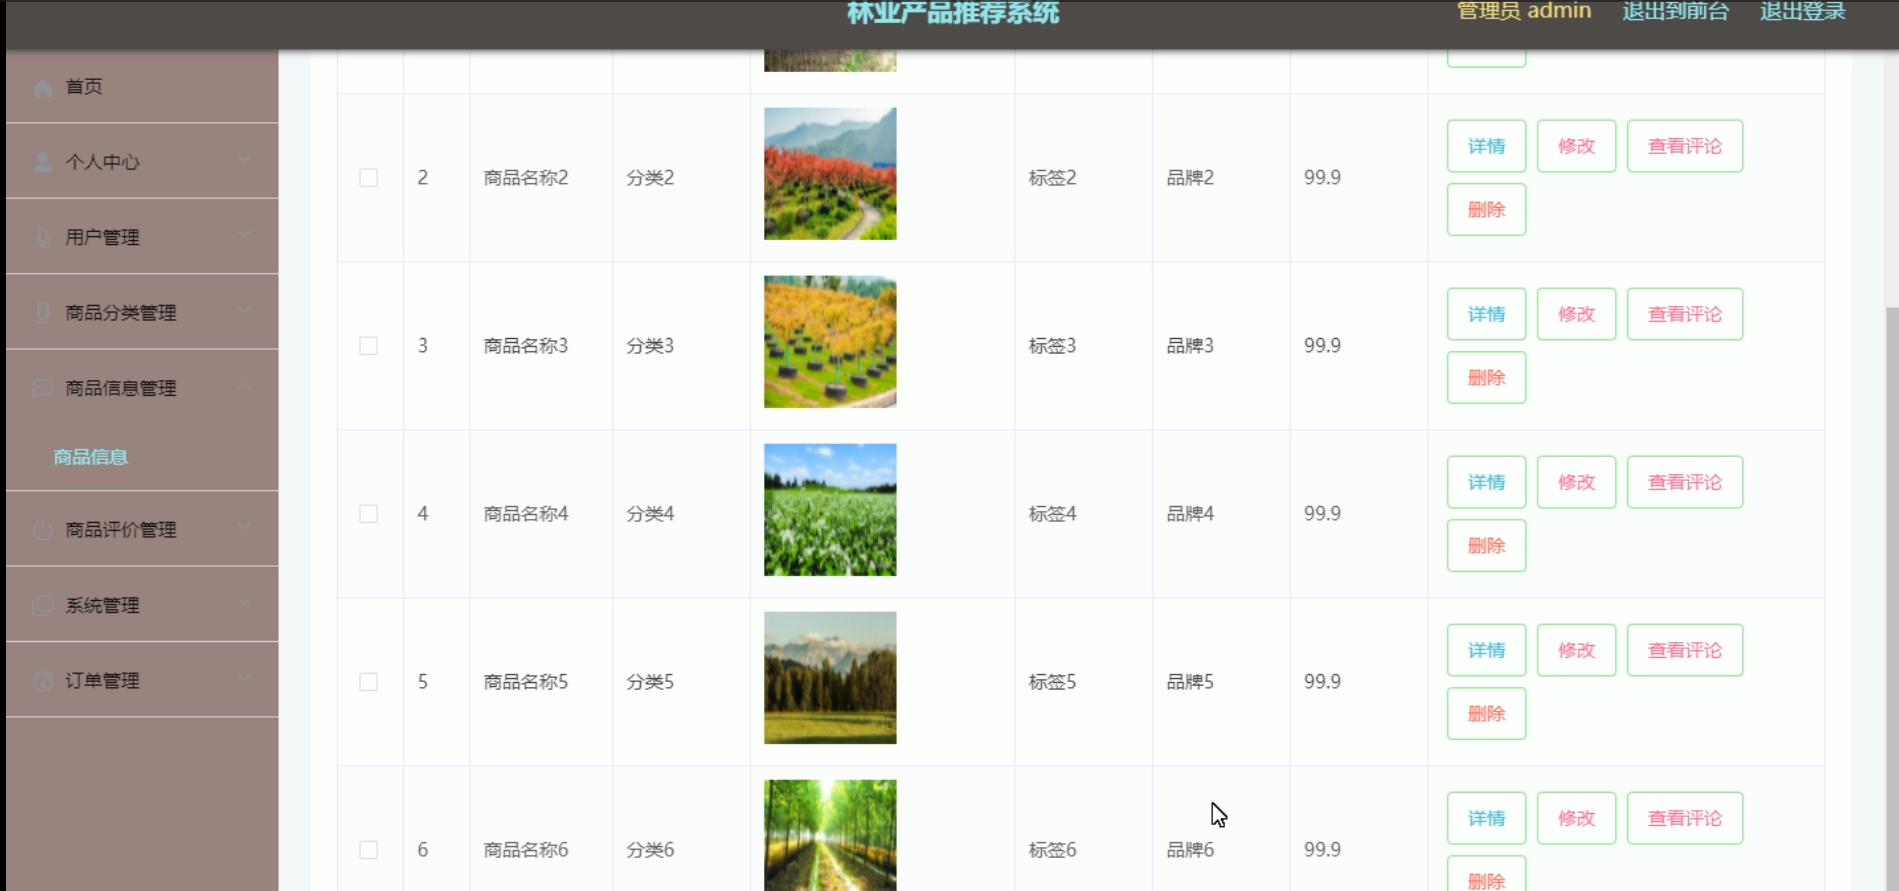 林业产品推荐系统
管理员 admin 退出到前台 退出登录
首页
个人中心
用户管理
商品分类管理
商品信息管理
商品信息
商品评价管理
系统管理
订单管理
2 商品名称2 分类2 标签2 品牌2 99.9 详情 修改 查看评论
删除
3 商品名称3 分类3 标签3 品牌3 99.9 详情 修改 查看评论
删除
4 商品名称4 分类4 标签4 品牌4 99.9 详情 修改 查看评论
删除
5 商品名称5 分类5 标签5 品牌5 99.9 详情 修改 查看评论
删除
6 商品名称6 分类6 标签6 品牌6 99.9 详情 修改 查看评论
删除